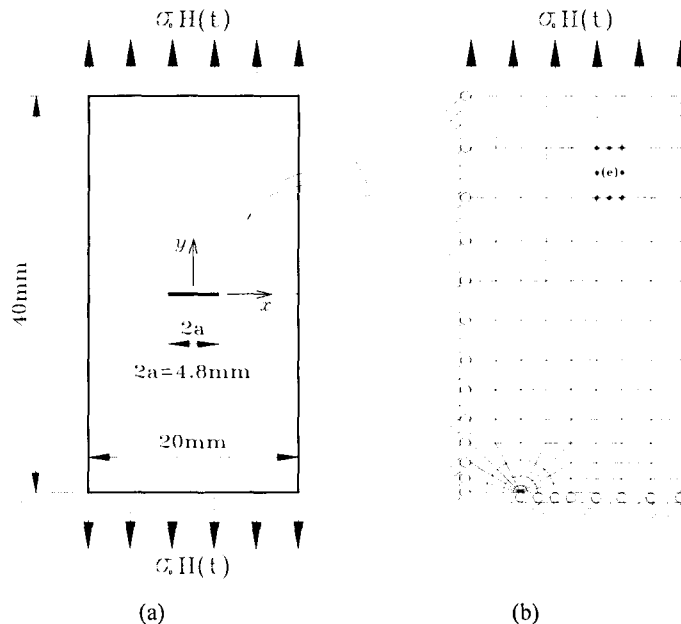 σ₀H(t)
σ₀H(t)
(e)
y
x
40mm
2a
2a=4.8mm
20mm
σ₀H(t)
(a)
(b)